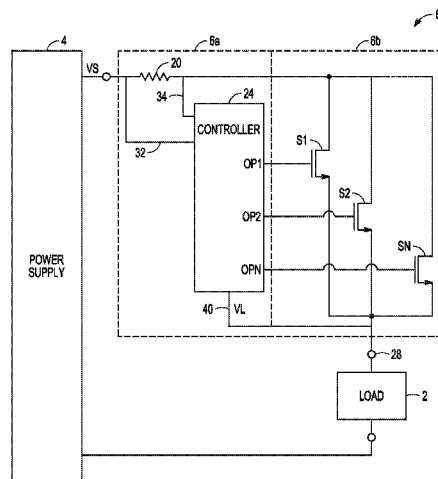 6
4
6a
6b
VS
20
34
24
CONTROLLER
S1
32
OP1
S2
OP2
SN
POWER
SUPPLY
OPN
40
VL
28
LOAD
2